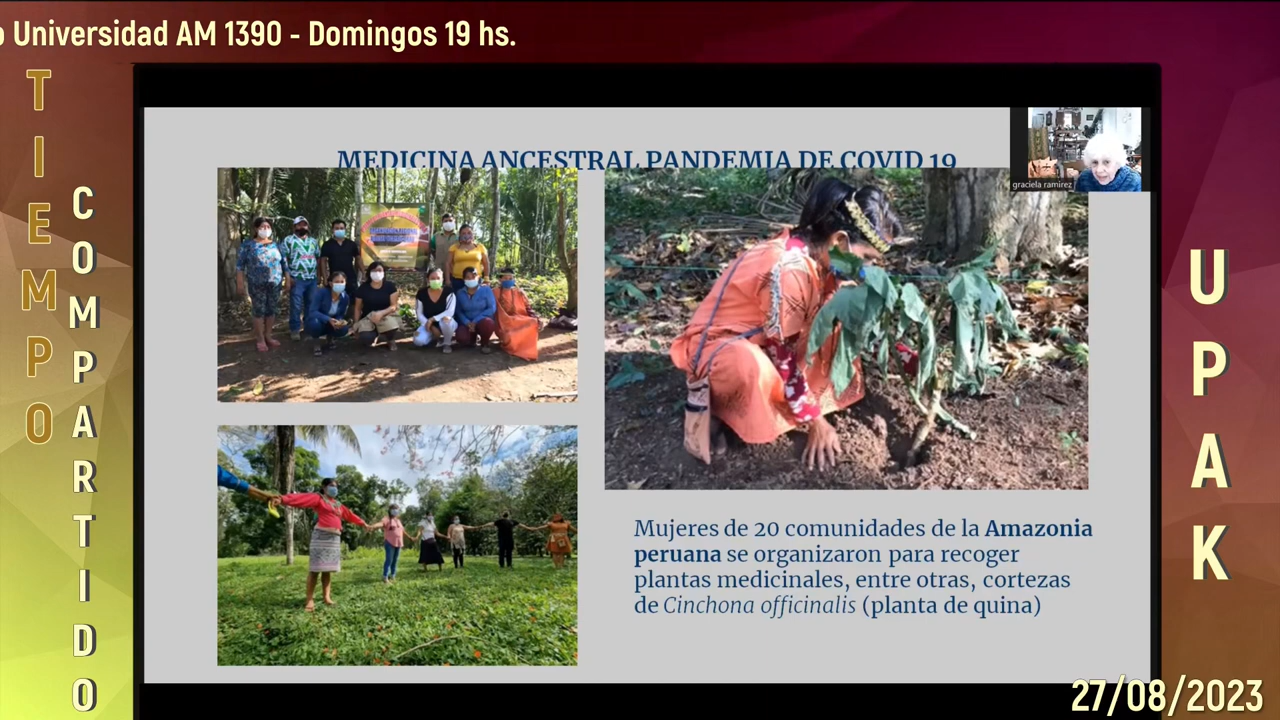 Universidad AM 1390 - Domingos 19 hs.
TIEMPO
COMPARTIDO
MEDICINA ANCESTRAL PANDEMIA DE COVID 19
graciela ramirez
Mujeres de 20 comunidades de la Amazonia
peruana se organizaron para recoger
plantas medicinales, entre otras, cortezas
de Cinchona officinalis (planta de quina)
UPAK
27/08/2023